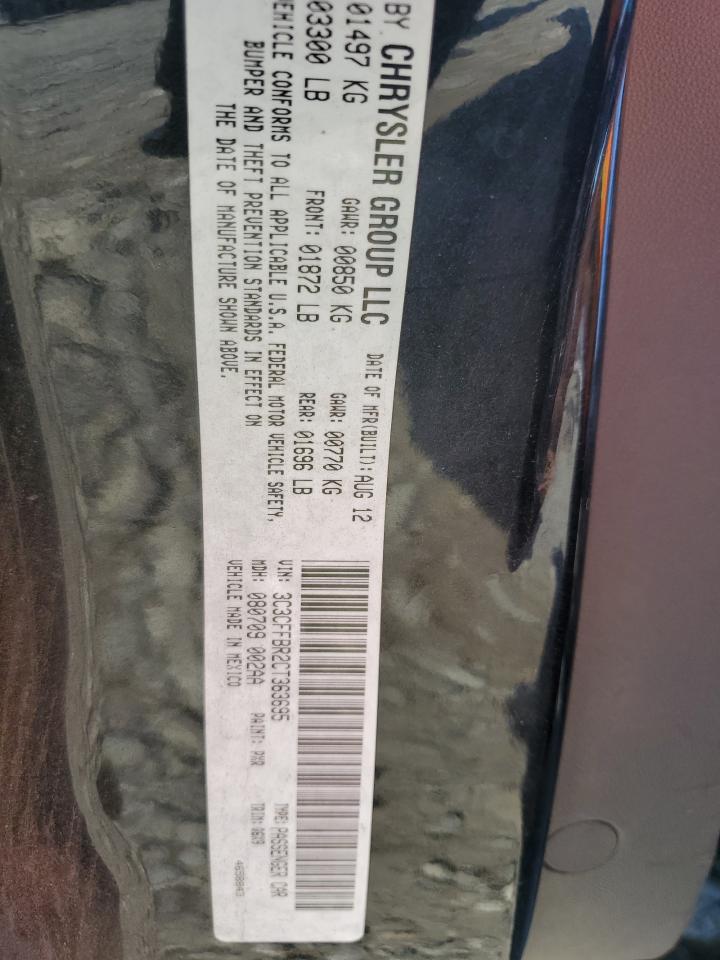 BY CHRYSLER GROUP LLC
DATE OF MFR(BUILT): AUG 12
01497 KG
GAWR: 00850 KG
GAWR: 00770 KG
03300 LB
FRONT: 01872 LB
REAR: 01696 LB
VEHICLE CONFORMS TO ALL APPLICABLE U.S.A. FEDERAL MOTOR VEHICLE SAFETY,
BUMPER AND THEFT PREVENTION STANDARDS IN EFFECT ON
THE DATE OF MANUFACTURE SHOWN ABOVE.
VIN: 3C3CFFBR2CT363695
TYPE: PASSENGER CAR
MDH: 080709 002AA
PAINT: PXR
TRIM: A6X9
VEHICLE MADE IN MEXICO